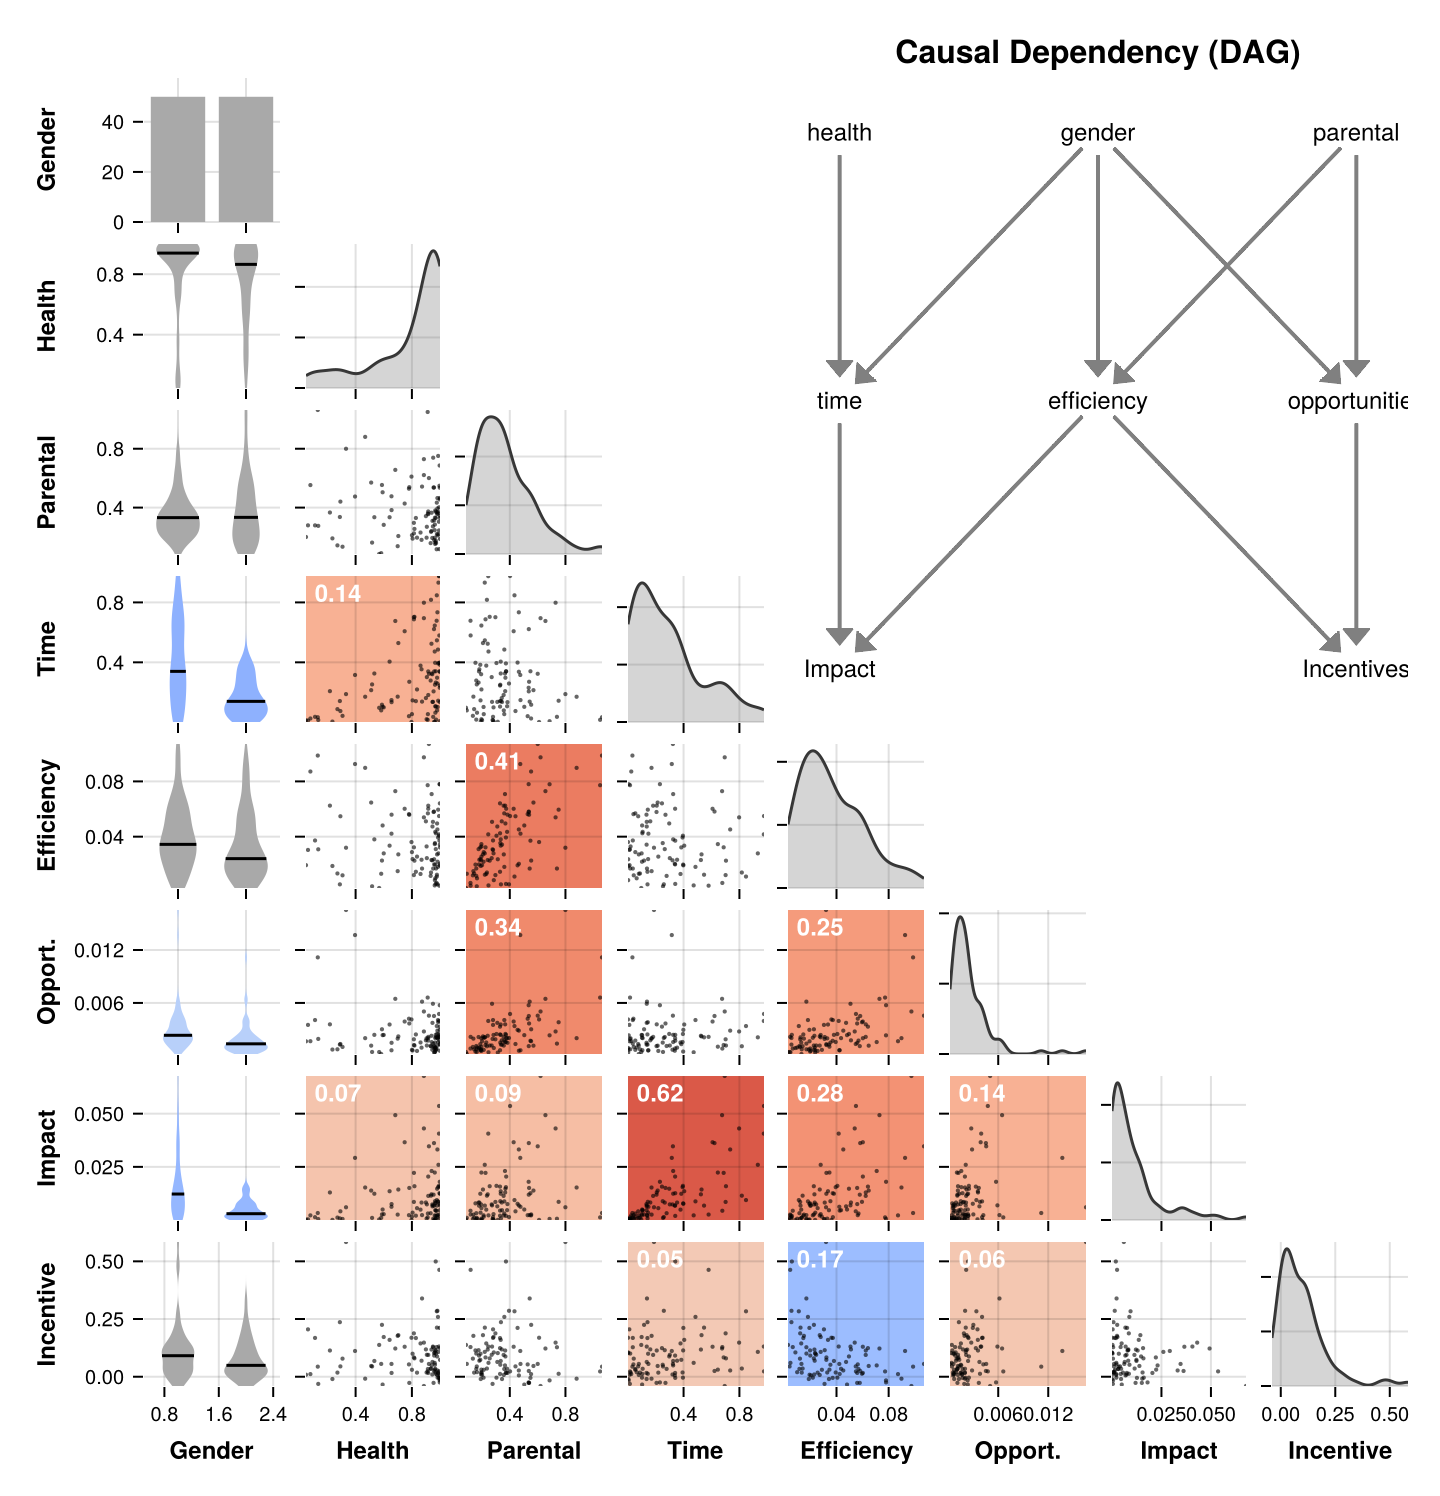 Causal Dependency (DAG)
health gender parental
time efficiency opportunitie
Impact Incentives
Gender
40
20
0
Health
0.8
0.4
Parental
0.8
0.4
Time
0.8
0.4
0.14
Efficiency
0.08
0.04
0.41
Opport.
0.012
0.006
0.34 0.25
Impact
0.050
0.025
0.07 0.09 0.62 0.28 0.14
Incentive
0.50
0.25
0.00
0.05 0.17 0.06
0.8 1.6 2.4 0.4 0.8 0.4 0.8 0.4 0.8 0.04 0.08 0.006 0.012 0.025 0.050 0.00 0.25 0.50
Gender Health Parental Time Efficiency Opport. Impact Incentive